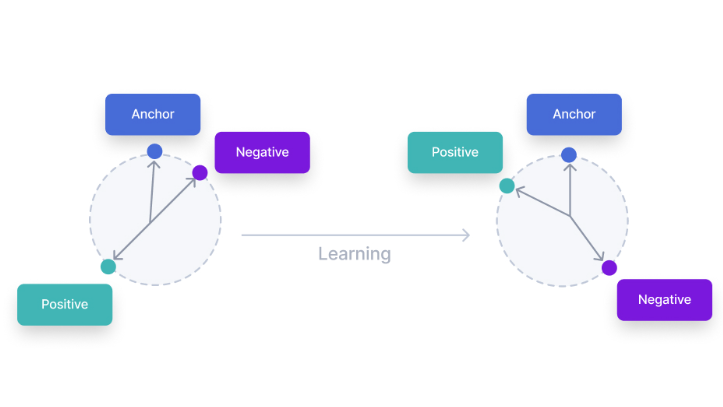 Anchor
Negative
Positive
Learning
Anchor
Positive
Negative